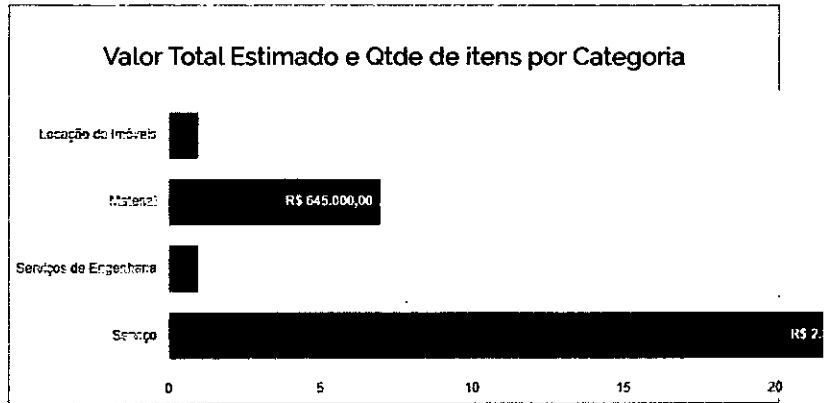 Valor Total Estimado e Qtde de itens por Categoria
Locação de Imóveis
Material
R$ 645.000,00
Serviços de Engenharia
Serviço
R$ 2.
0 5 10 15 20